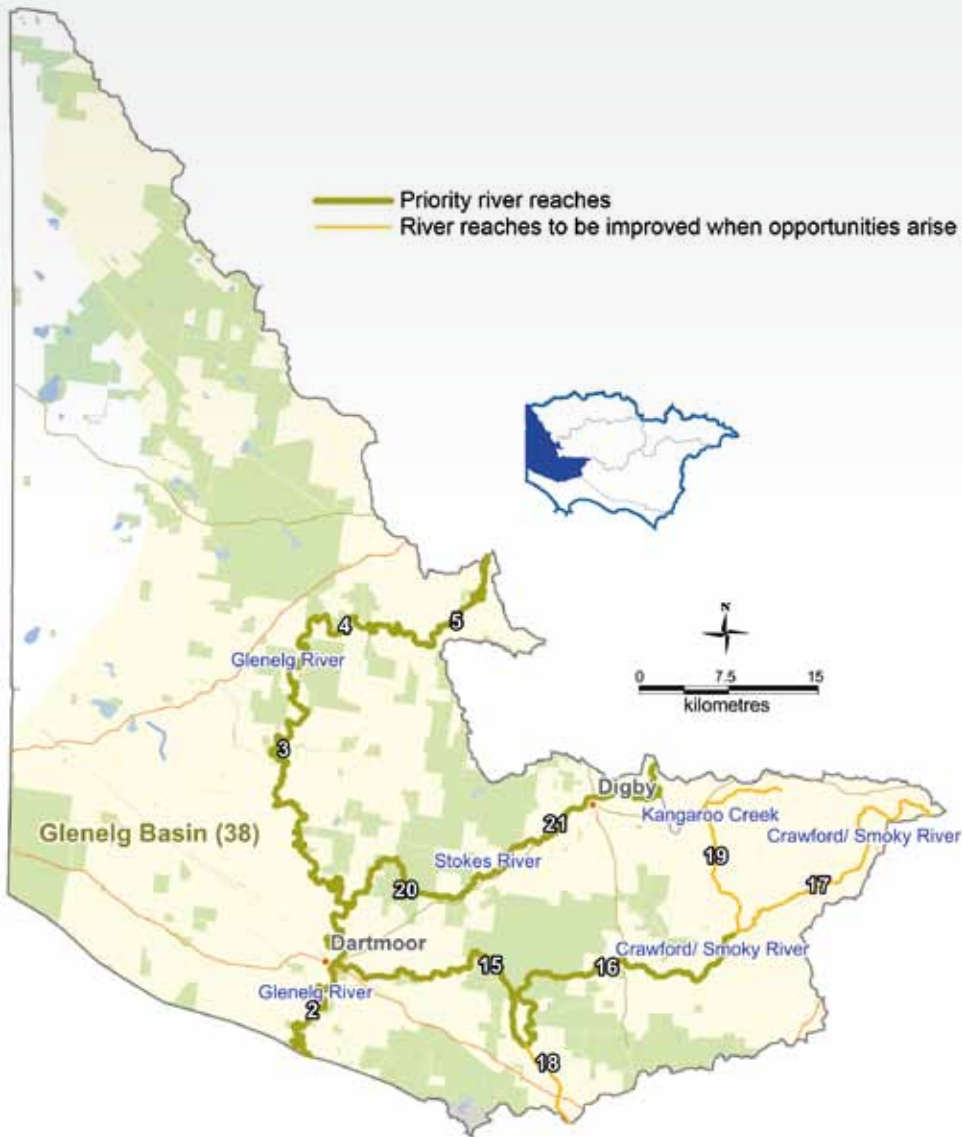 Priority river reaches
River reaches to be improved when opportunities arise
N
0 7.5 15
kilometres
5
4
Glenelg River
3
Digby
Kangaroo Creek
21
Glenelg Basin (38)
Crawford/ Smoky River
Stokes River
19
17
20
Dartmoor
Crawford/ Smoky River
15
16
Glenelg River
2
18